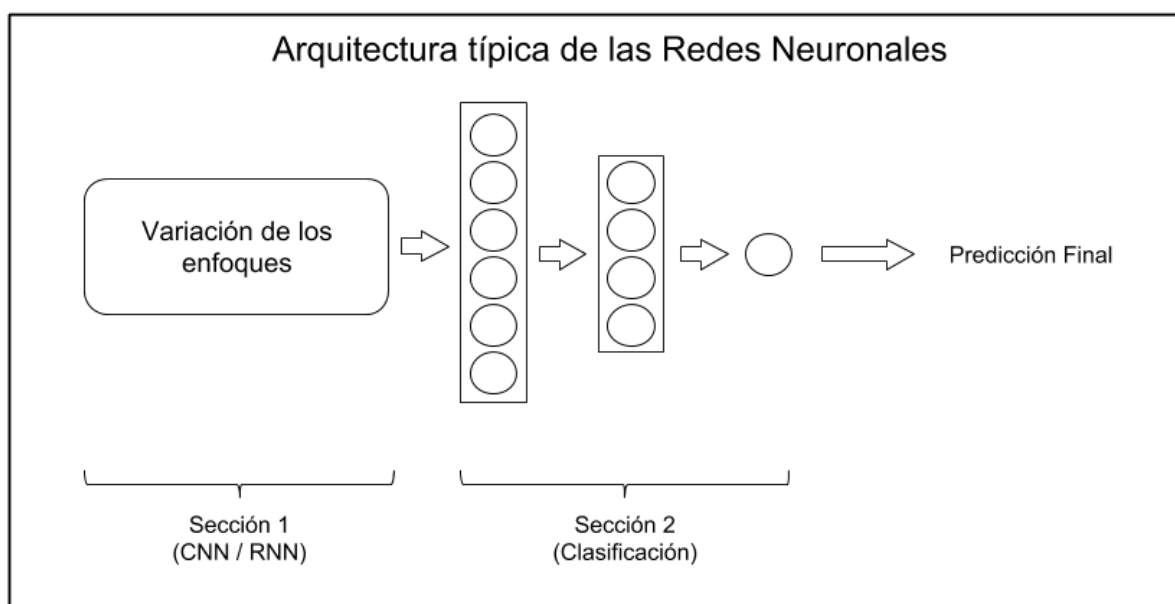 Arquitectura típica de las Redes Neuronales
Variación de los
enfoques
Predicción Final
Sección 1
(CNN / RNN)
Sección 2
(Clasificación)